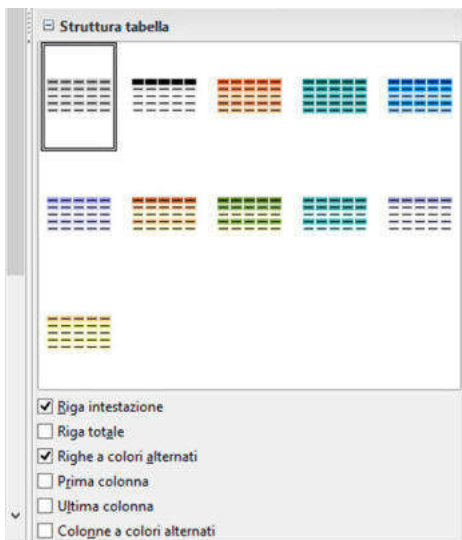 Struttura tabella
Riga intestazione
Riga totale
Righe a colori alternati
Prima colonna
Ultima colonna
Colonne a colori alternati